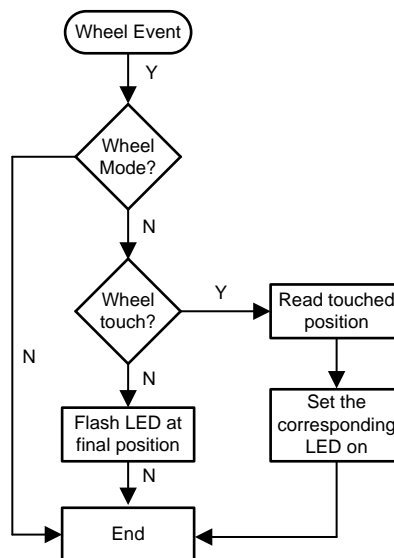 Wheel Event
Y
Wheel
Mode?
N
Wheel
touch?
Y
Read touched
position
N
N
Flash LED at
final position
Set the
corresponding
LED on
N
End